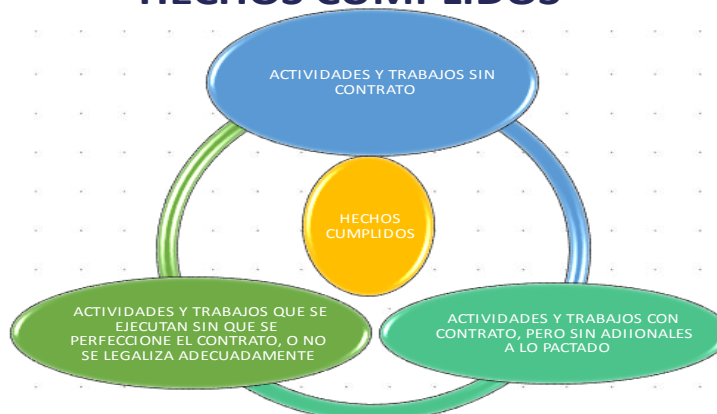 HECHOS CUMPLIDOS
ACTIVIDADES Y TRABAJOS SIN
CONTRATO
HECHOS
CUMPLIDOS
ACTIVIDADES Y TRABAJOS QUE SE
EJECUTAN SIN QUE SE
PERFECCIONE EL CONTRATO, O NO
SE LEGALIZA ADECUADAMENTE
ACTIVIDADES Y TRABAJOS CON
CONTRATO, PERO SIN ADIIONALES
A LO PACTADO